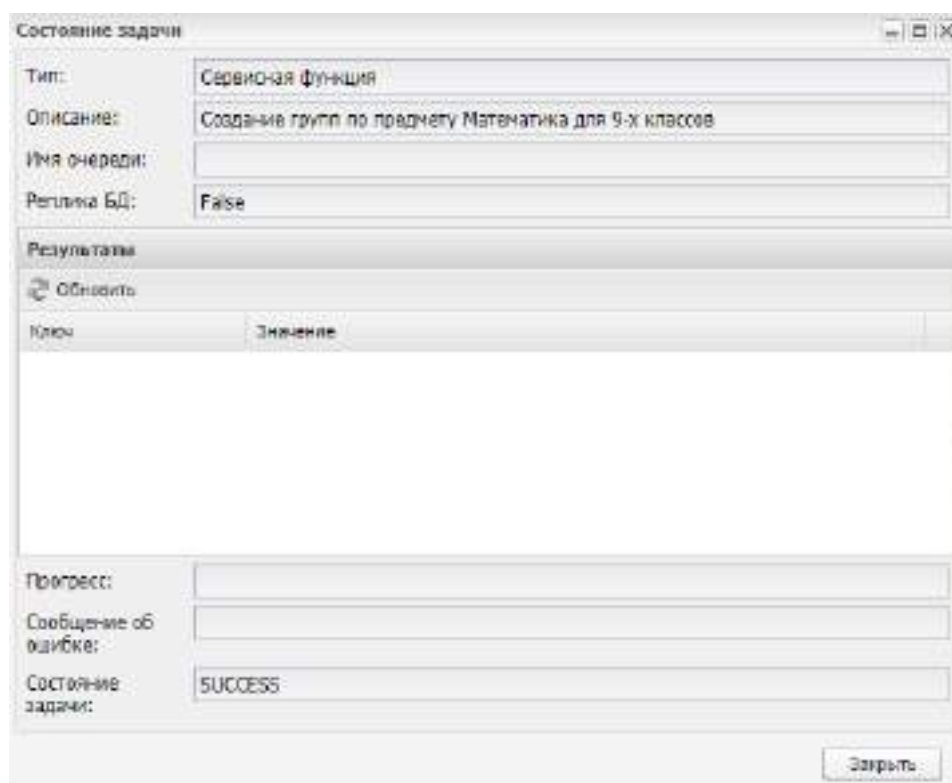 Состояние задачи
Тип: Сервисная функция
Описание: Создание групп по предмету Математика для 9-х классов
Имя очереди:
Реплика БД: False
Результаты
Обновить
Ключ Значение
Прогресс:
Сообщение об
ошибке:
Состояние SUCCESS
задачи:
Закрыть